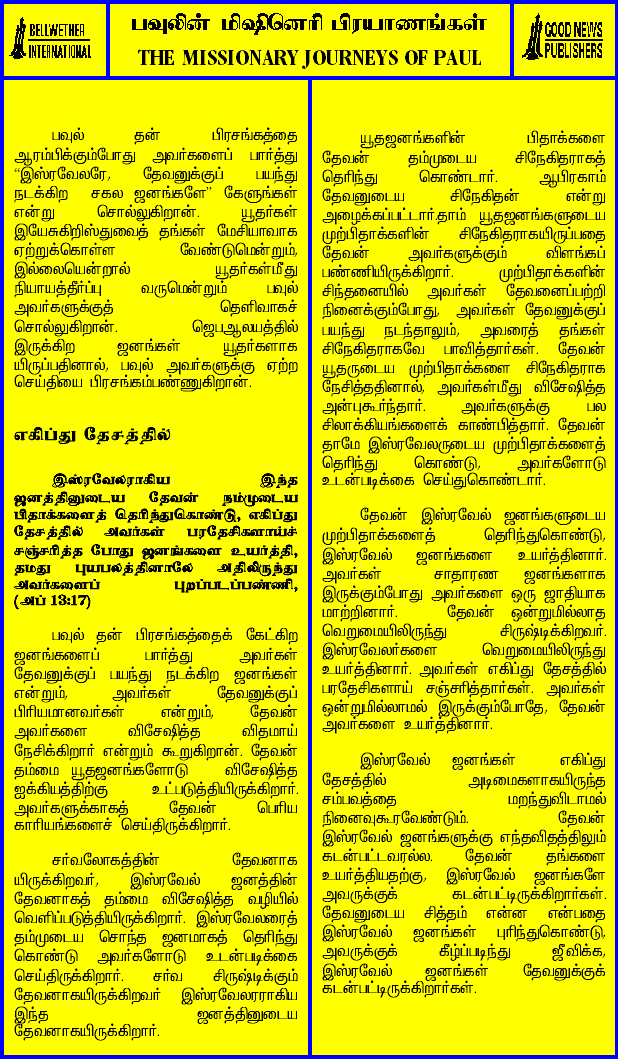 BELLWETHER
INTERNATIONAL
பவுலின் மிஷினெரி பிரயாணங்கள்
THE MISSIONARY JOURNEYS OF PAUL
GOOD NEWS
PUBLISHERS
பவுல் தன் பிரசங்கத்தை
ஆரம்பிக்கும்போது அவர்களைப் பார்த்து
“இஸ்ரவேலரே, தேவனுக்குப் பயந்து
நடக்கிற சகல ஜனங்களே” கேளுங்கள்
என்று சொல்லுகிறான். யூதர்கள்
இயேசுகிறிஸ்துவைத் தங்கள் மேசியாவாக
ஏற்றுக்கொள்ள வேண்டுமென்றும்,
இல்லையென்றால் யூதர்கள்மீது
நியாயத்தீர்ப்பு வருமென்றும் பவுல்
அவர்களுக்குத் தெளிவாகச்
சொல்லுகிறான். ஜெபஆலயத்தில்
இருக்கிற ஜனங்கள் யூதர்களாக
யிருப்பதினால், பவுல் அவர்களுக்கு ஏற்ற
செய்தியை பிரசங்கம்பண்ணுகிறான்.
எகிப்து தேசத்தில்
இஸ்ரவேலராகிய இந்த
ஜனத்தினுடைய தேவன் நம்முடைய
பிதாக்களைத் தெரிந்துகொண்டு, எகிப்து
தேசத்தில் அவர்கள் பரதேசிகளாய்ச்
சஞ்சரித்த போது ஜனங்களை உயர்த்தி,
தமது புயபலத்தினாலே அதிலிருந்து
அவர்களைப் புறப்படப்பண்ணி,
(அப் 13:17)
பவுல் தன் பிரசங்கத்தைக் கேட்கிற
ஜனங்களைப் பார்த்து அவர்கள்
தேவனுக்குப் பயந்து நடக்கிற ஜனங்கள்
என்றும், அவர்கள் தேவனுக்குப்
பிரியமானவர்கள் என்றும், தேவன்
அவர்களை விசேஷித்த விதமாய்
நேசிக்கிறார் என்றும் கூறுகிறான். தேவன்
தம்மை யூதஜனங்களோடு விசேஷித்த
ஐக்கியத்திற்கு உட்படுத்தியிருக்கிறார்.
அவர்களுக்காகத் தேவன் பெரிய
காரியங்களைச் செய்திருக்கிறார்.
சர்வலோகத்தின் தேவனாக
யிருக்கிறவர், இஸ்ரவேல் ஜனத்தின்
தேவனாகத் தம்மை விசேஷித்த வழியில்
வெளிப்படுத்தியிருக்கிறார். இஸ்ரவேலரைத்
தம்முடைய சொந்த ஜனமாகத் தெரிந்து
கொண்டு அவர்களோடு உடன்படிக்கை
செய்திருக்கிறார். சர்வ சிருஷ்டிக்கும்
தேவனாகயிருக்கிறவர் இஸ்ரவேலரராகிய
இந்த ஜனத்தினுடைய
தேவனாகயிருக்கிறார்.
யூதஜனங்களின் பிதாக்களை
தேவன் தம்முடைய சிநேகிதராகத்
தெரிந்து கொண்டார். ஆபிரகாம்
தேவனுடைய சிநேகிதன் என்று
அழைக்கப்பட்டார்.தாம் யூதஜனங்களுடைய
முற்பிதாக்களின் சிநேகிதராகயிருப்பதை
தேவன் அவர்களுக்கும் விளங்கப்
பண்ணியிருக்கிறார். முற்பிதாக்களின்
சிந்தனையில் அவர்கள் தேவனைப்பற்றி
நினைக்கும்போது, அவர்கள் தேவனுக்குப்
பயந்து நடந்தாலும், அவரைத் தங்கள்
சிநேகிதராகவே பாவித்தார்கள். தேவன்
யூதருடைய முற்பிதாக்களை சிநேகிதராக
நேசித்ததினால், அவர்கள்மீது விசேஷித்த
அன்புகூர்ந்தார். அவர்களுக்கு பல
சிலாக்கியங்களைக் காண்பித்தார். தேவன்
தாமே இஸ்ரவேலருடைய முற்பிதாக்களைத்
தெரிந்து கொண்டு, அவர்களோடு
உடன்படிக்கை செய்துகொண்டார்.
தேவன் இஸ்ரவேல் ஜனங்களுடைய
முற்பிதாக்களைத் தெரிந்துகொண்டு,
இஸ்ரவேல் ஜனங்களை உயர்த்தினார்.
அவர்கள் சாதாரண ஜனங்களாக
இருக்கும்போது அவர்களை ஒரு ஜாதியாக
மாற்றினார். தேவன் ஒன்றுமில்லாத
வெறுமையிலிருந்து சிருஷ்டிக்கிறவர்.
இஸ்ரவேலர்களை வெறுமையிலிருந்து
உயர்த்தினார். அவர்கள் எகிப்து தேசத்தில்
பரதேசிகளாய் சஞ்சரித்தார்கள். அவர்கள்
ஒன்றுமில்லாமல் இருக்கும்போதே, தேவன்
அவர்களை உயர்த்தினார்.
இஸ்ரவேல் ஜனங்கள் எகிப்து
தேசத்தில் அடிமைகளாகயிருந்த
சம்பவத்தை மறந்துவிடாமல்
நினைவுகூரவேண்டும். தேவன்
இஸ்ரவேல் ஜனங்களுக்கு எந்தவிதத்திலும்
கடன்பட்டவரல்ல. தேவன் தங்களை
உயர்த்தியதற்கு, இஸ்ரவேல் ஜனங்களே
அவருக்குக் கடன்பட்டிருக்கிறார்கள்.
தேவனுடைய சித்தம் என்ன என்பதை
இஸ்ரவேல் ஜனங்கள் புரிந்துகொண்டு,
அவருக்குக் கீழ்ப்படிந்து ஜீவிக்க,
இஸ்ரவேல் ஜனங்கள் தேவனுக்குக்
கடன்பட்டிருக்கிறார்கள்.